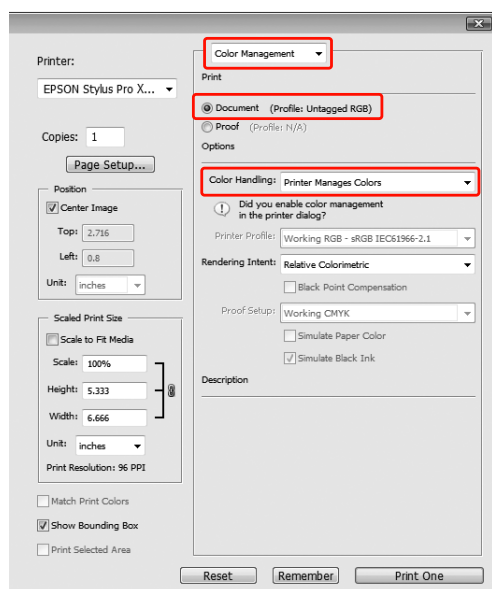 Printer:
EPSON Stylus Pro X...
Copies: 1
Page Setup...
Position
Center Image
Top: 2.716
Left: 0.8
Unit: inches
Scaled Print Size
Scale to Fit Media
Scale: 100%
Height: 5.333
Width: 6.666
Unit: inches
Print Resolution: 96 PPI
Match Print Colors
Show Bounding Box
Print Selected Area
Color Management
Print
Document (Profile: Untagged RGB)
Proof (Profile: N/A)
Options
Color Handling: Printer Manages Colors
Did you enable color management
in the printer dialog?
Printer Profile: Working RGB - sRGB IEC61966-2.1
Rendering Intent: Relative Colorimetric
Black Point Compensation
Proof Setup: Working CMYK
Simulate Paper Color
Simulate Black Ink
Description
Reset Remember Print One